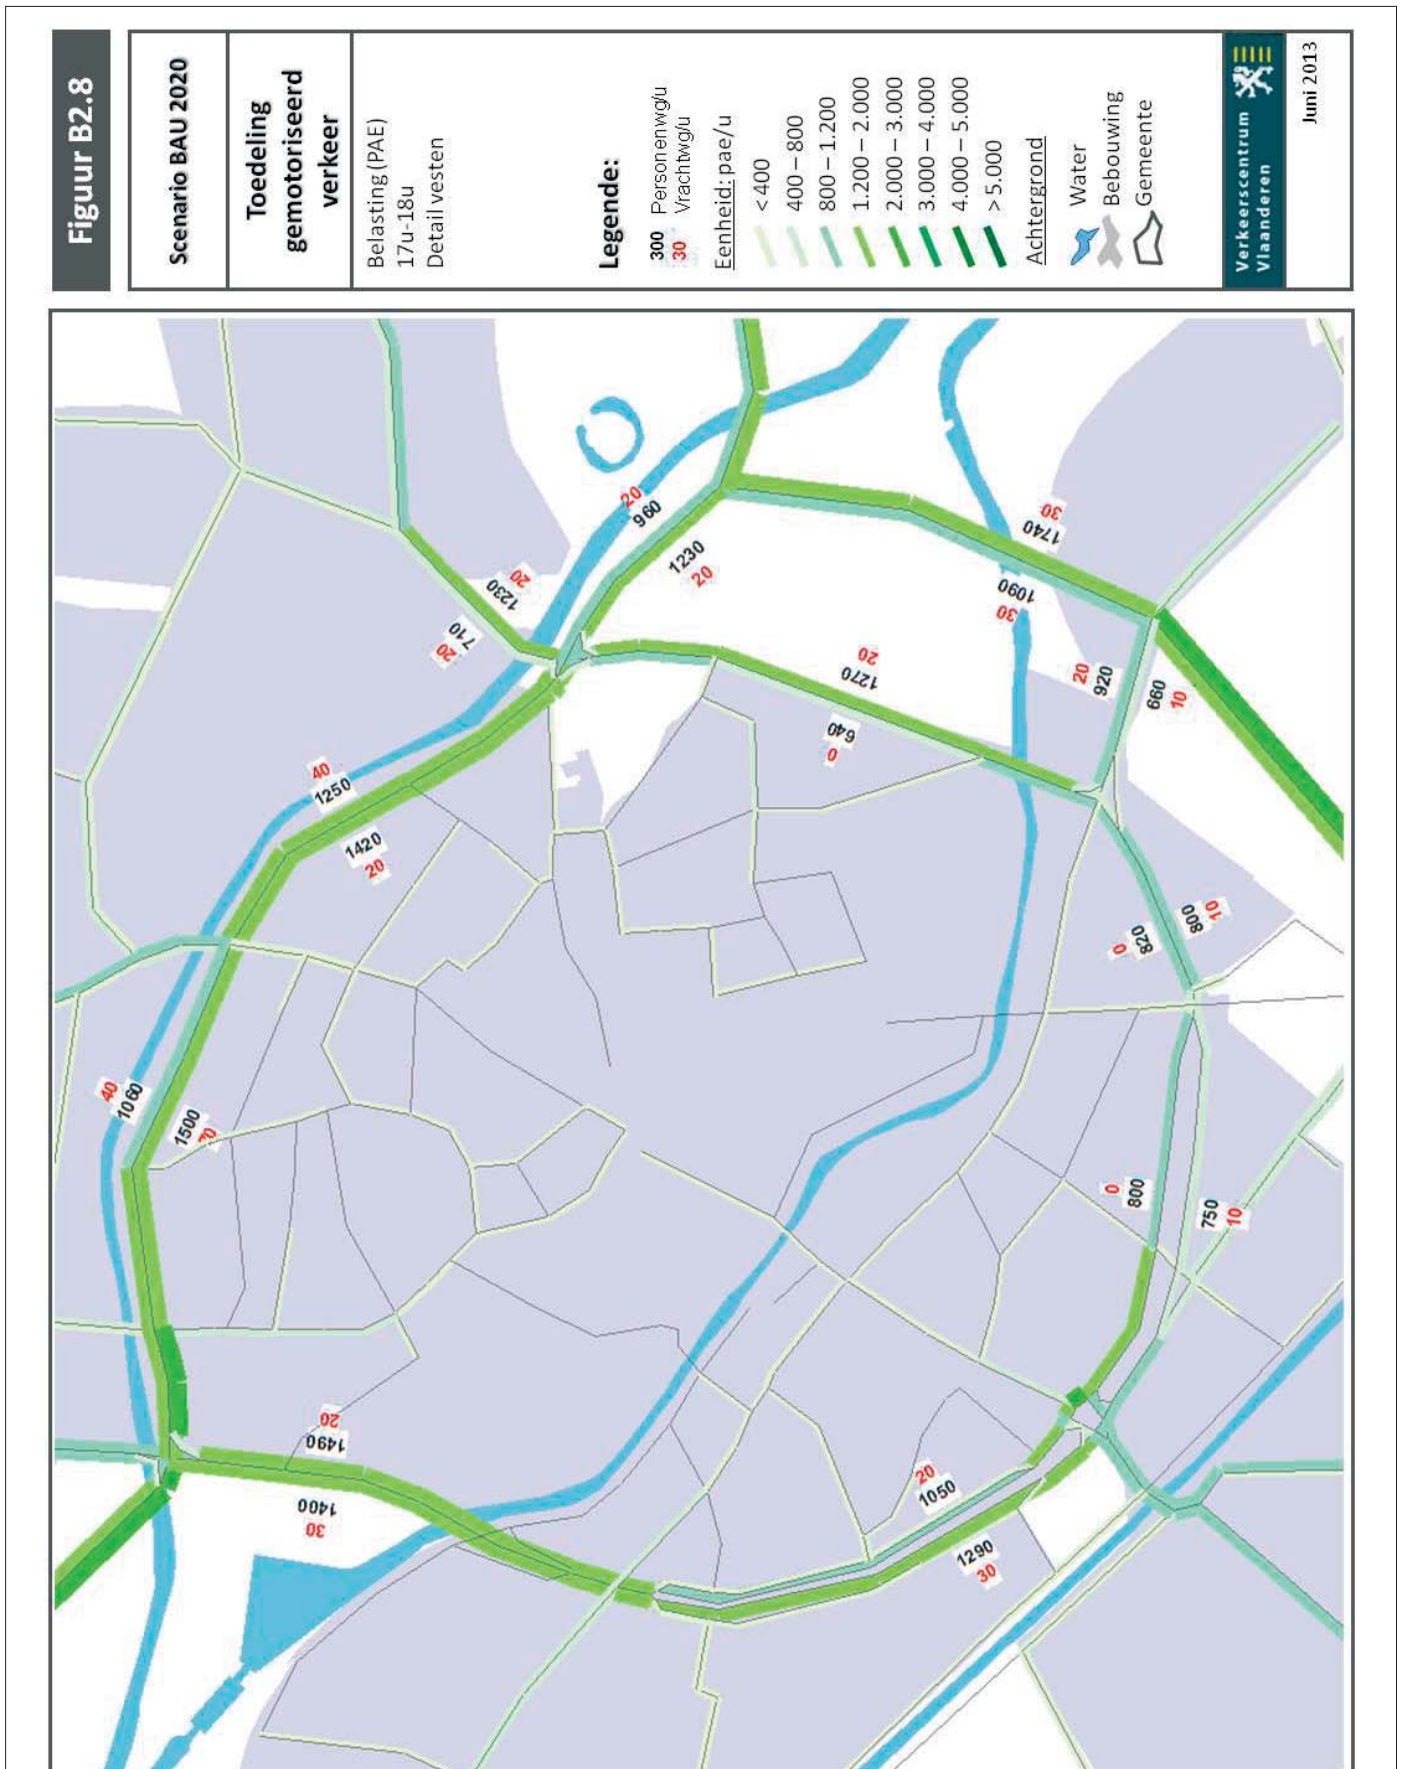 Figuur B2.8
Scenario BAU 2020
Toedeling
gemotoriseerd
verkeer
Belasting (PAE)
17u-18u
Detail vesten
Legende:
300 Personenwg/u
30 Vrachtwg/u
Eenheid: pae/u
< 400
400 – 800
800 – 1.200
1.200 – 2.000
2.000 – 3.000
3.000 – 4.000
4.000 – 5.000
> 5.000
Achtergrond
Water
Bebouwing
Gemeente
Verkeerscentrum
Vlaanderen
Juni 2013
20
960
1230
20
1230
20
710
20
1740
30
1090
30
1270
20
640
0
20
920
660
10
40
1250
1420
20
0
820
800
10
40
1060
1500
70
0
800
750
10
1490
20
1400
30
20
1050
1290
30